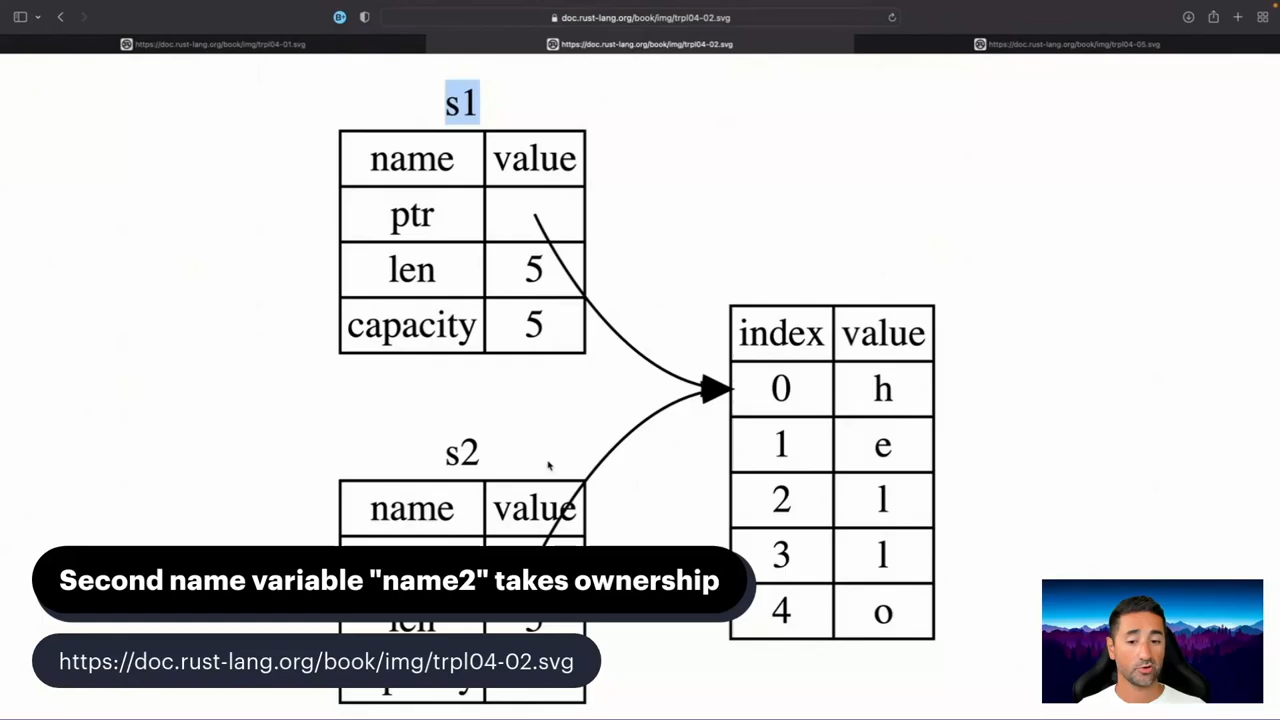 doc.rust-lang.org/book/img/trpl04-02.svg
https://doc.rust-lang.org/book/img/trpl04-01.svg
https://doc.rust-lang.org/book/img/trpl04-02.svg
https://doc.rust-lang.org/book/img/trpl04-05.svg
s1
name value
ptr
len 5
capacity 5
index value
0 h
1 e
2 l
3 l
4 o
s2
name value
Second name variable "name2" takes ownership
len 5
https://doc.rust-lang.org/book/img/trpl04-02.svg